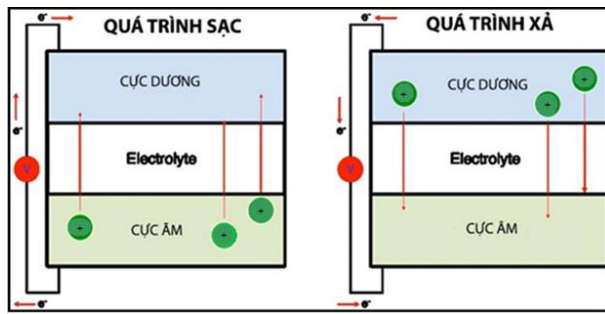 QUÁ TRÌNH SẠC
QUÁ TRÌNH XẢ
e⁻
CỰC DƯƠNG
e⁻
Electrolyte
V
CỰC ÂM
e⁻
e⁻
CỰC DƯƠNG
e⁻
Electrolyte
V
CỰC ÂM
e⁻